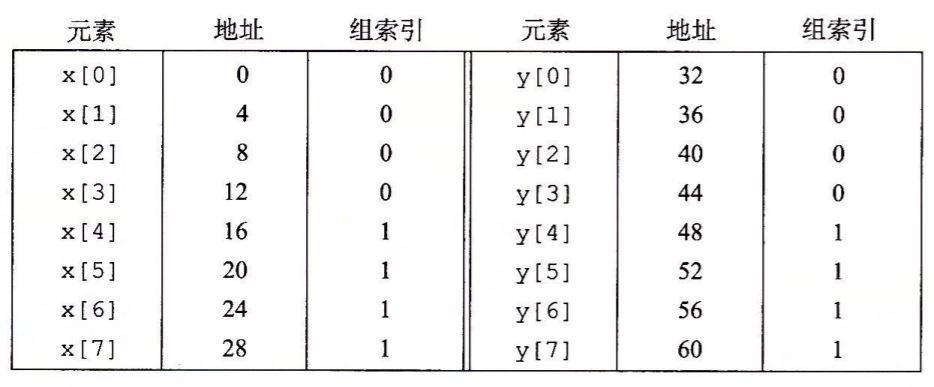 元素 地址 组索引 元素 地址 组索引
x[0] 0 0 y[0] 32 0
x[1] 4 0 y[1] 36 0
x[2] 8 0 y[2] 40 0
x[3] 12 0 y[3] 44 0
x[4] 16 1 y[4] 48 1
x[5] 20 1 y[5] 52 1
x[6] 24 1 y[6] 56 1
x[7] 28 1 y[7] 60 1